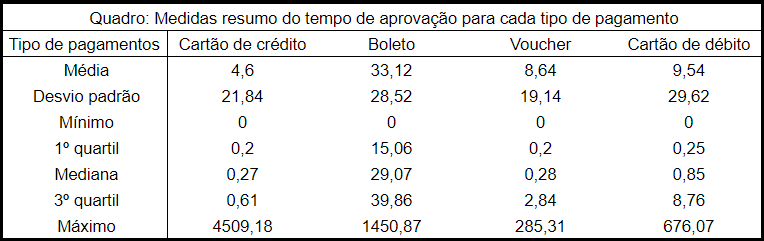 Quadro: Medidas resumo do tempo de aprovação para cada tipo de pagamento
Tipo de pagamentos Cartão de crédito Boleto Voucher Cartão de débito
Média 4,6 33,12 8,64 9,54
Desvio padrão 21,84 28,52 19,14 29,62
Mínimo 0 0 0 0
1º quartil 0,2 15,06 0,2 0,25
Mediana 0,27 29,07 0,28 0,85
3º quartil 0,61 39,86 2,84 8,76
Máximo 4509,18 1450,87 285,31 676,07